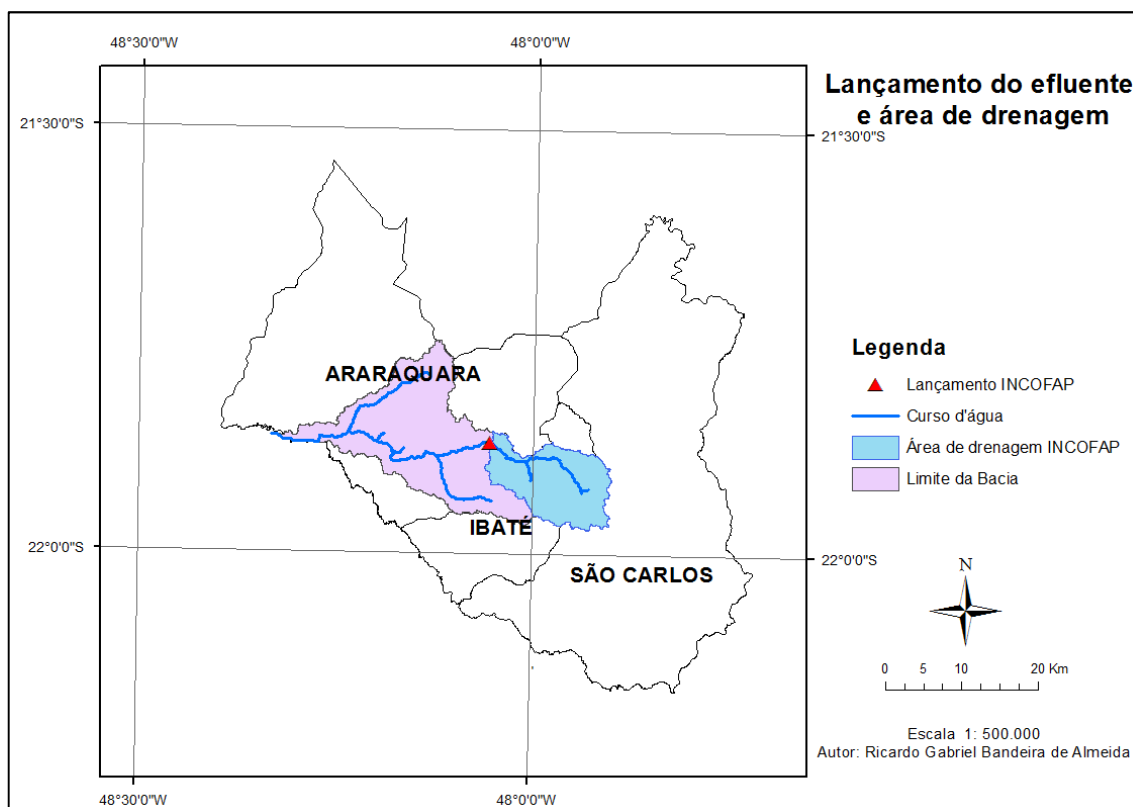 48°30'0"W
48°0'0"W
Lançamento do efluente
e área de drenagem
21°30'0"S
21°30'0"S
ARARAQUARA
IBATÉ
SÃO CARLOS
Legenda
Lançamento INCOFAP
Curso d'água
Área de drenagem INCOFAP
Limite da Bacia
22°0'0"S
22°0'0"S
N
0 5 10 20 Km
Escala 1: 500.000
Autor: Ricardo Gabriel Bandeira de Almeida
48°30'0"W
48°0'0"W